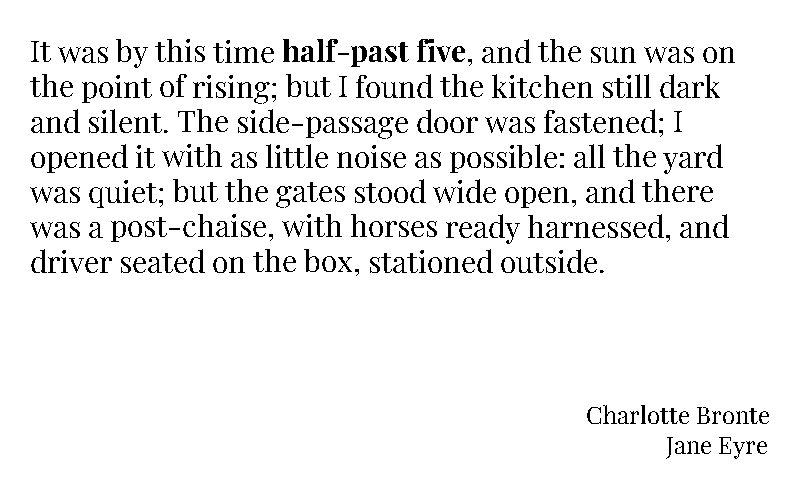 It was by this time half-past five, and the sun was on
the point of rising; but I found the kitchen still dark
and silent. The side-passage door was fastened; I
opened it with as little noise as possible: all the yard
was quiet; but the gates stood wide open, and there
was a post-chaise, with horses ready harnessed, and
driver seated on the box, stationed outside.
Charlotte Bronte
Jane Eyre